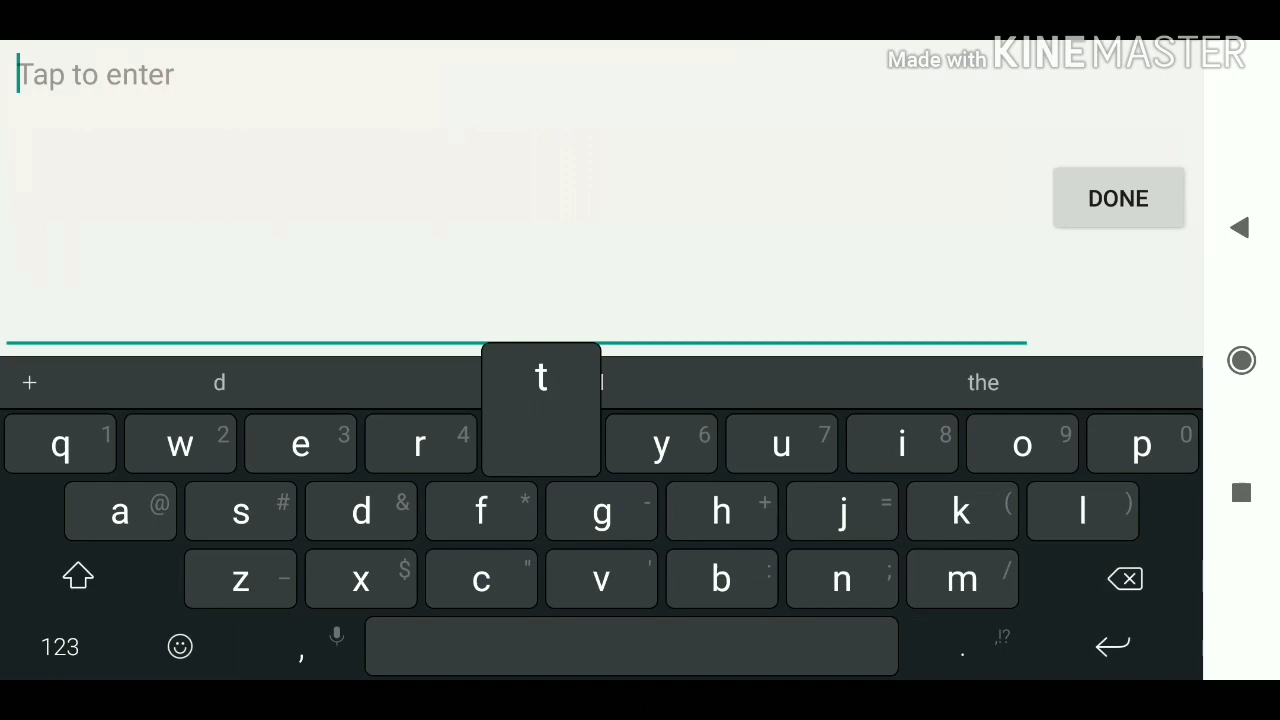 Made with KINEMASTER
Tap to enter
DONE
+ d the
q 1 w 2 e 3 r 4 t y 6 u 7 i 8 o 9 p 0
a @ s # d & f * g - h + j = k ( l )
z _ x $ c " v ' b : n ; m /
123 , . ,!?